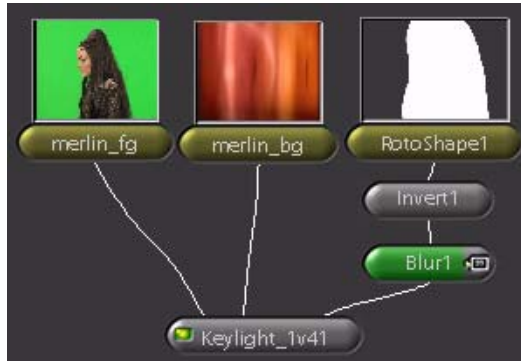 merlin_fg
merlin_bg
RotoShape1
Invert1
Blur1
Keylight_1v41